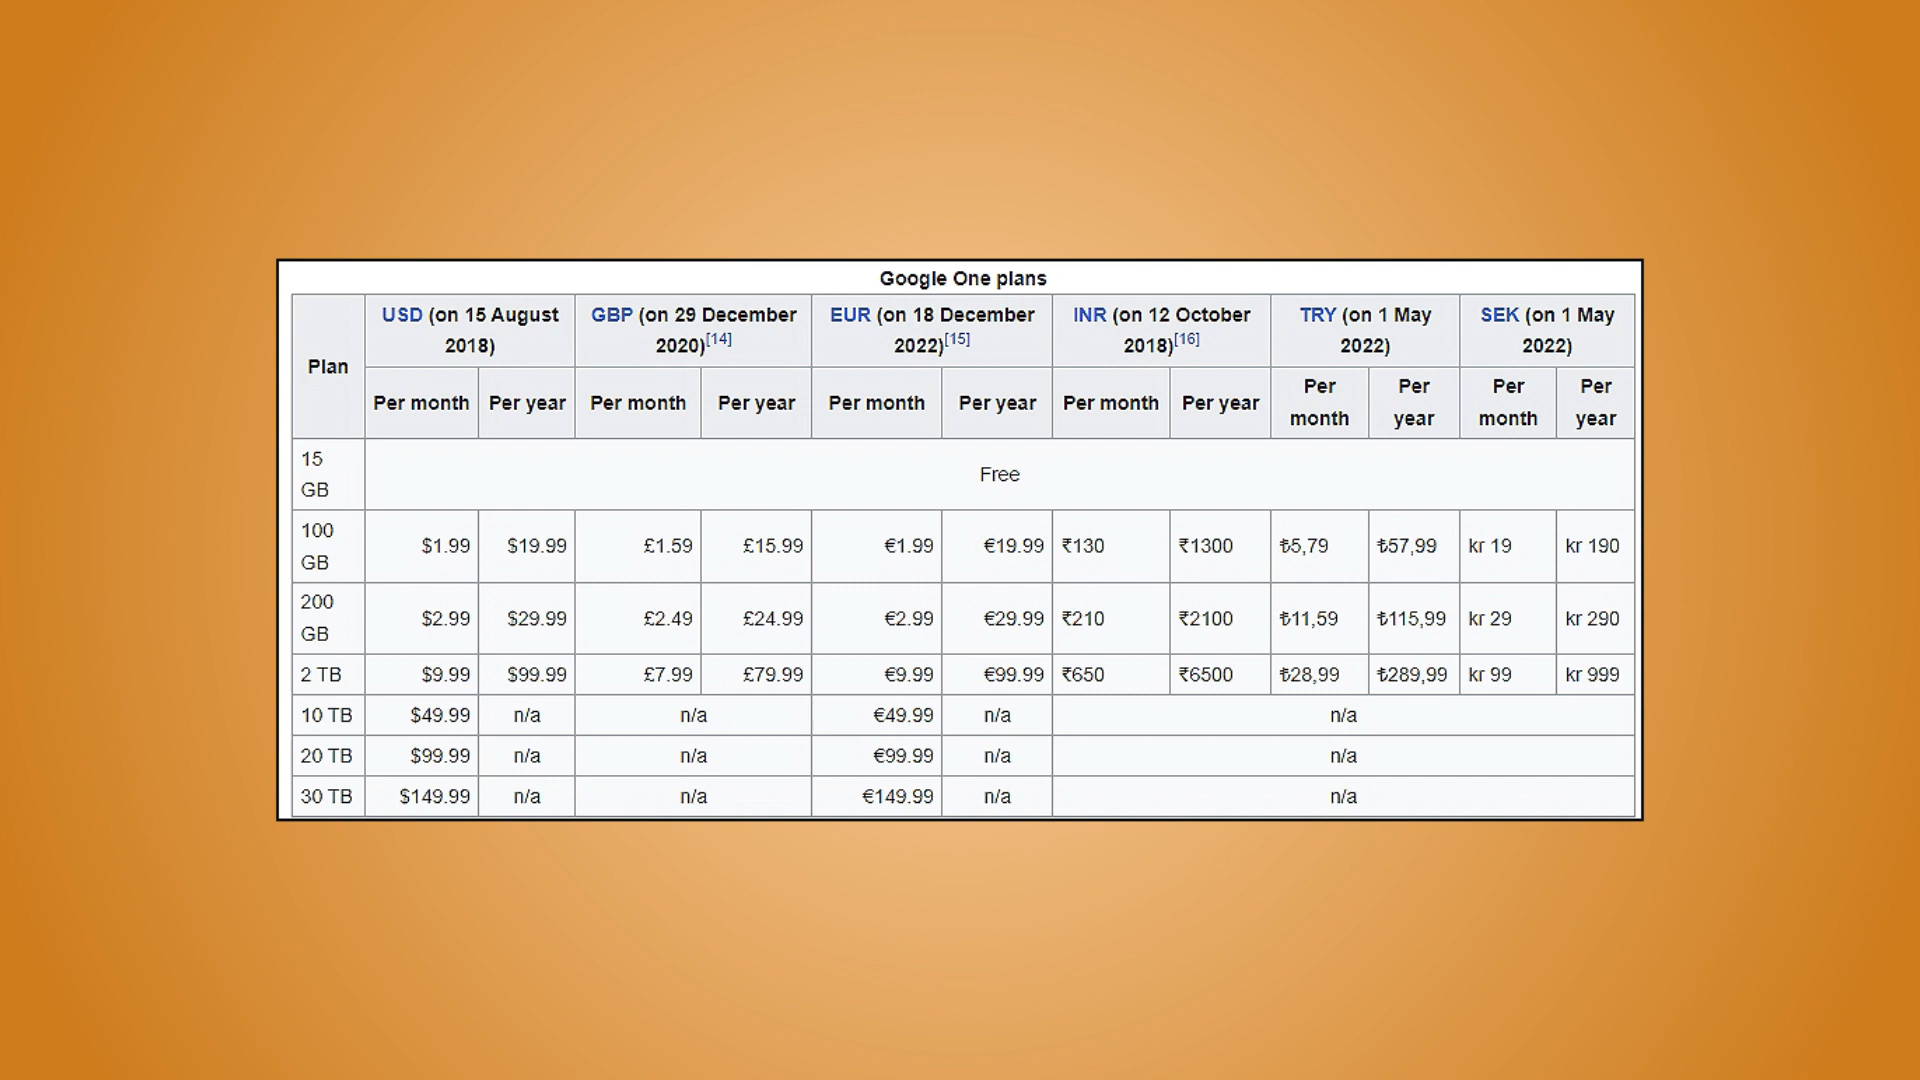 Google One plans
Plan
USD (on 15 August
2018)
GBP (on 29 December
2020)[14]
EUR (on 18 December
2022)[15]
INR (on 12 October
2018)[16]
TRY (on 1 May
2022)
SEK (on 1 May
2022)
Per month Per year Per month Per year Per month Per year Per month Per year Per
month Per
year Per
month Per
year
15
GB
Free
100
GB
$1.99 $19.99 £1.59 £15.99 €1.99 €19.99 ₹130 ₹1300 ₺5,79 ₺57,99 kr 19 kr 190
200
GB
$2.99 $29.99 £2.49 £24.99 €2.99 €29.99 ₹210 ₹2100 ₺11,59 ₺115,99 kr 29 kr 290
2 TB $9.99 $99.99 £7.99 £79.99 €9.99 €99.99 ₹650 ₹6500 ₺28,99 ₺289,99 kr 99 kr 999
10 TB $49.99 n/a n/a €49.99 n/a n/a
20 TB $99.99 n/a n/a €99.99 n/a n/a
30 TB $149.99 n/a n/a €149.99 n/a n/a